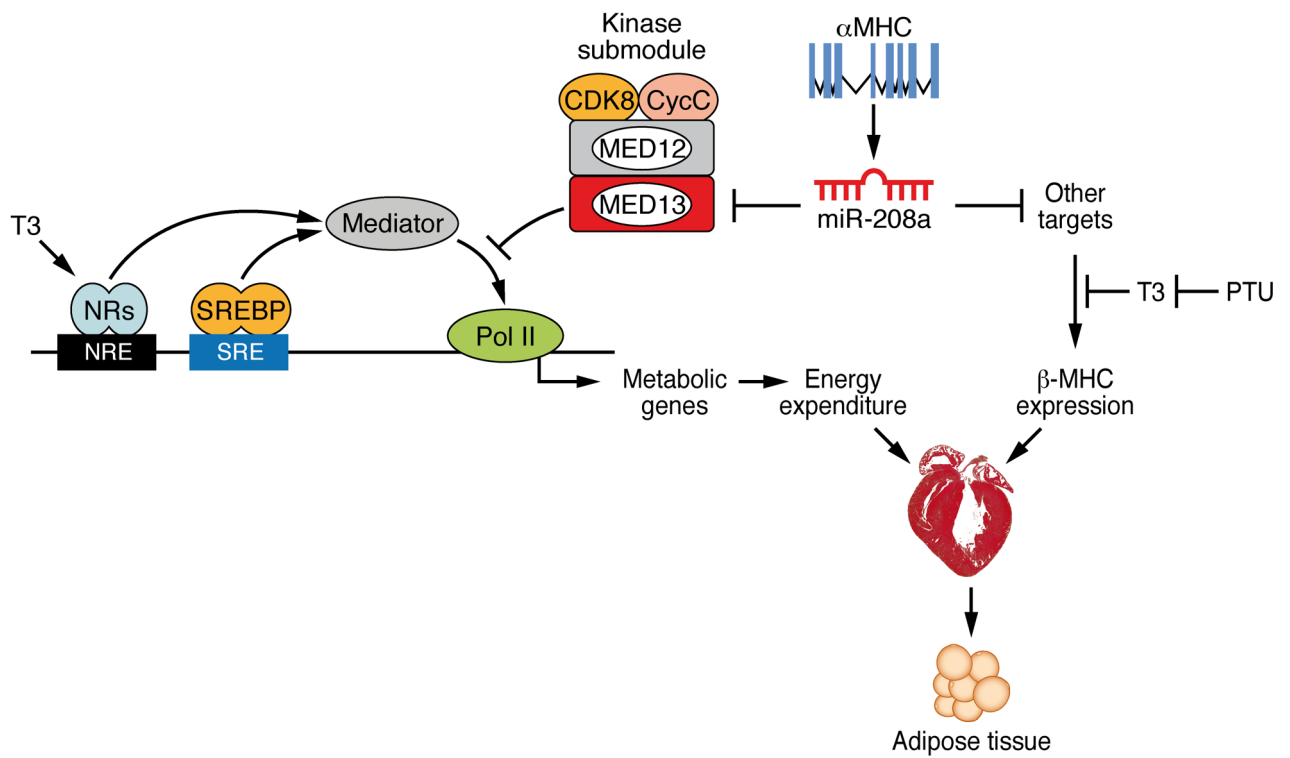 Kinase
submodule
αMHC
CDK8
CycC
MED12
MED13
miR-208a
Other
targets
T3
Mediator
NRs
SREBP
NRE
SRE
Pol II
T3
PTU
Metabolic
genes
Energy
expenditure
β-MHC
expression
Adipose tissue